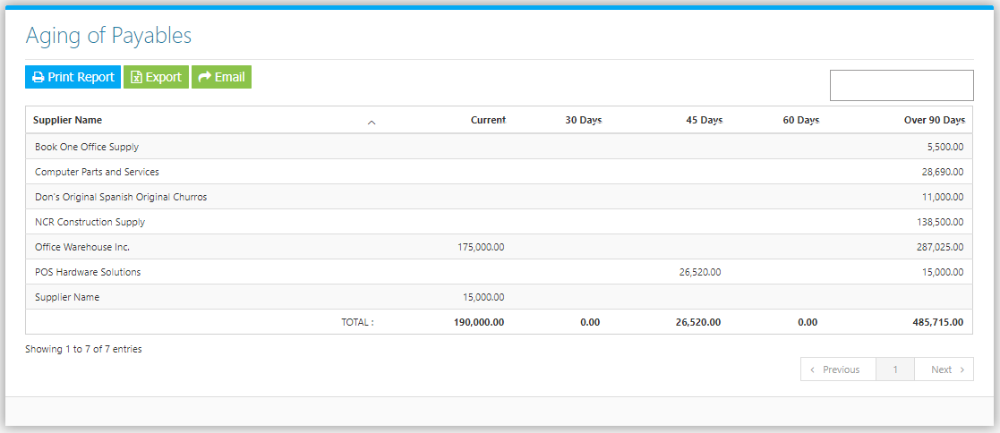 Aging of Payables
Print Report Export Email
Supplier Name Current 30 Days 45 Days 60 Days Over 90 Days
Book One Office Supply 5,500.00
Computer Parts and Services 28,690.00
Don's Original Spanish Original Churros 11,000.00
NCR Construction Supply 138,500.00
Office Warehouse Inc. 175,000.00 287,025.00
POS Hardware Solutions 26,520.00 15,000.00
Supplier Name 15,000.00
TOTAL : 190,000.00 0.00 26,520.00 0.00 485,715.00
Showing 1 to 7 of 7 entries
Previous 1 Next